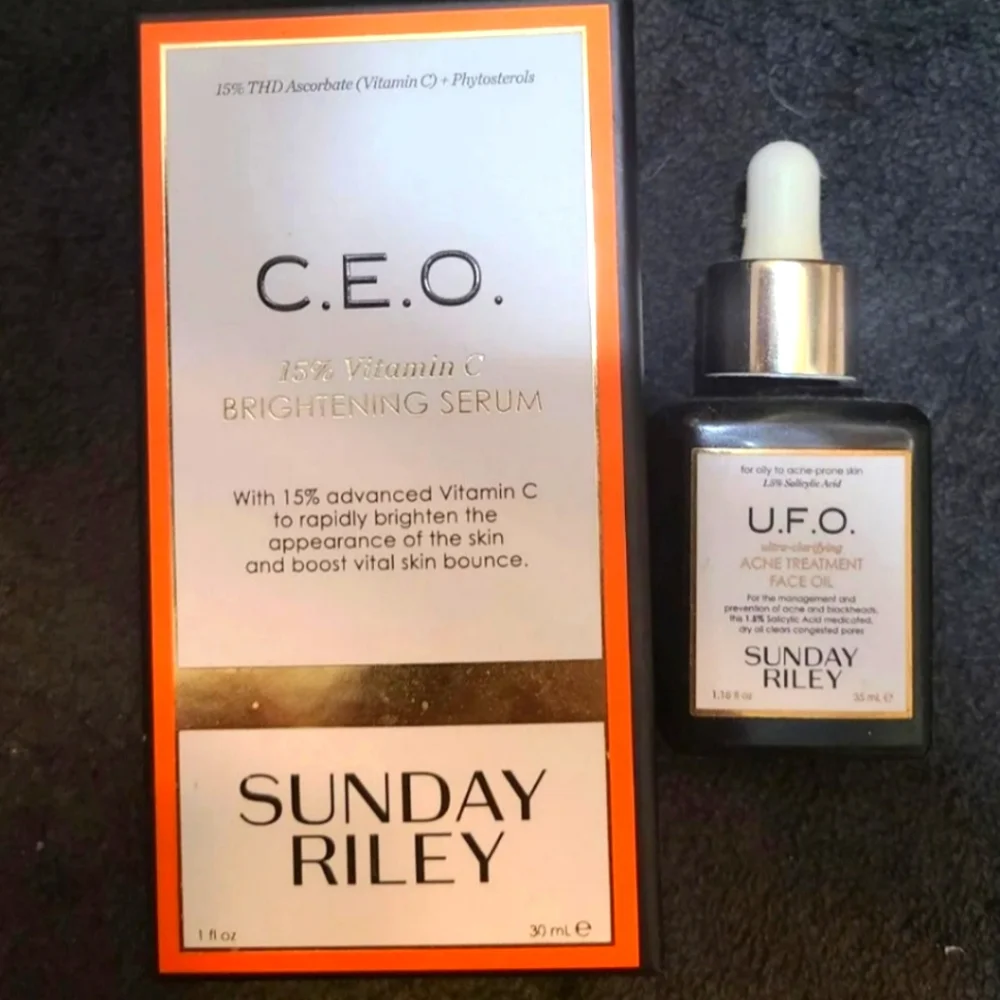 15% THD Ascorbate (Vitamin C) + Phytosterols
C.E.O.
15% Vitamin C
BRIGHTENING SERUM
With 15% advanced Vitamin C
to rapidly brighten the
appearance of the skin
and boost vital skin bounce.
SUNDAY
RILEY
1 fl oz
30 mL ℮
for oily to acne-prone skin
1.5% Salicylic Acid
U.F.O.
ultra-clarifying
ACNE TREATMENT
FACE OIL
For the management and
prevention of acne and blackheads,
this 1.5% Salicylic Acid medicated,
dry oil clears congested pores
SUNDAY
RILEY
1.18 fl oz
35 mL ℮